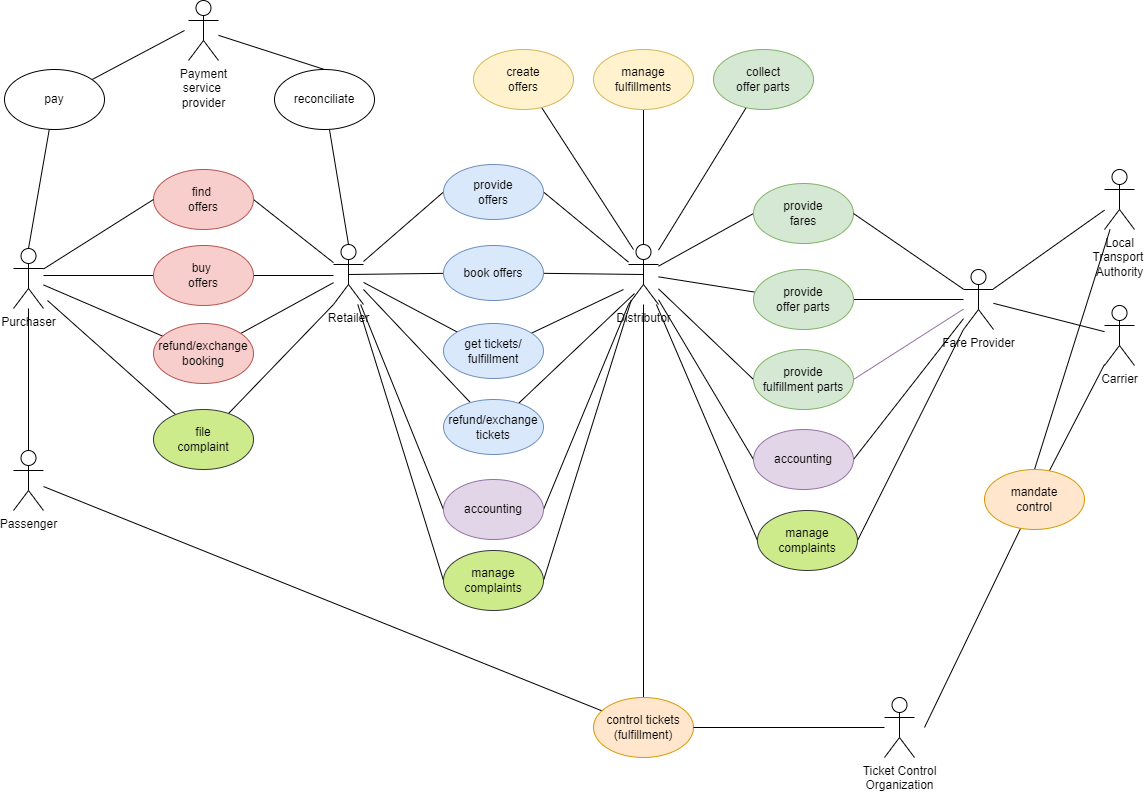 Payment
service
provider
pay
reconciliate
create
offers
manage
fulfillments
collect
offer parts
find
offers
provide
offers
provide
fares
buy
offers
book offers
provide
offer parts
Purchaser
Retailer
Distributor
Fare Provider
Local
Transport
Authority
Carrier
refund/exchange
booking
get tickets/
fulfillment
provide
fulfillment parts
file
complaint
refund/exchange
tickets
accounting
Passenger
accounting
mandate
control
manage
complaints
manage
complaints
control tickets
(fulfillment)
Ticket Control
Organization